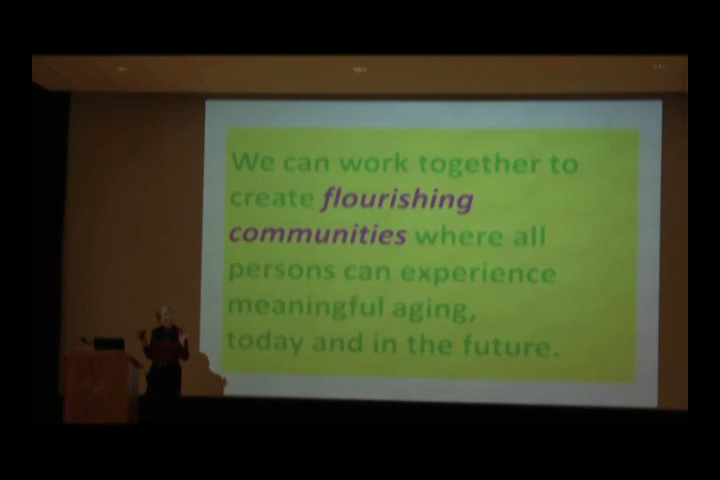 We can work together to
create flourishing
communities where all
persons can experience
meaningful aging,
today and in the future.